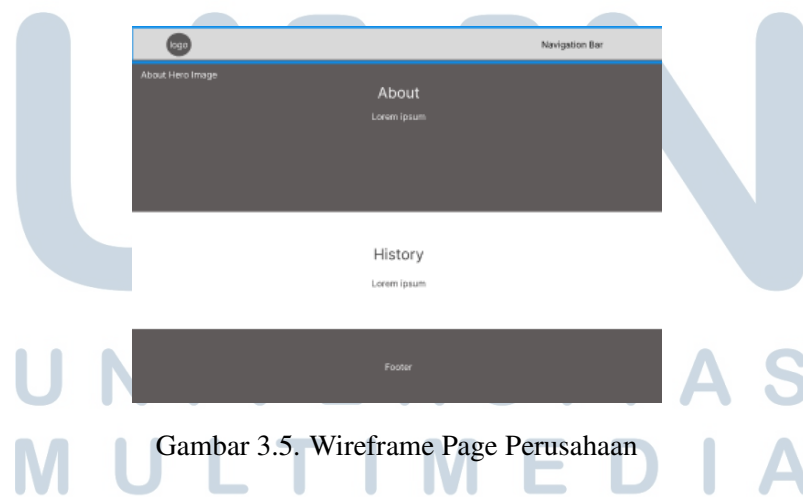 logo
Navigation Bar
About Hero Image
About
Lorem ipsum
History
Lorem ipsum
Footer
Gambar 3.5. Wireframe Page Perusahaan
MULTIMEDIA